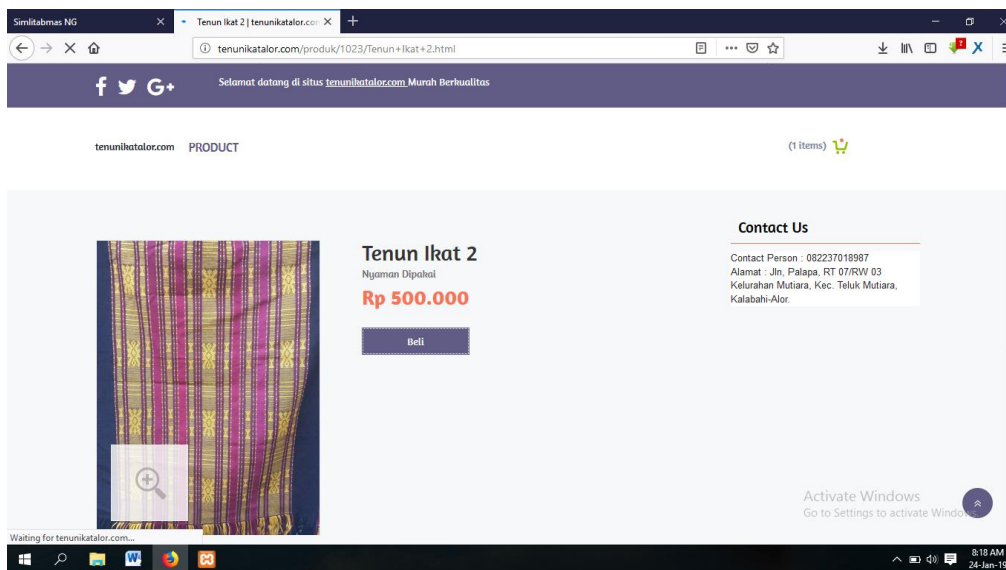 Simlitabmas NG
Tenun Ikat 2 | tenunikatalor.con
tenunikatalor.com/produk/1023/Tenun+Ikat+2.html
f G+ Selamat datang di situs tenunikatalor.com Murah Berkualitas
tenunikatalor.com PRODUCT (1 items)
Contact Us
Tenun Ikat 2
Nyaman Dipakai
Rp 500.000
Beli
Contact Person : 082237018987
Alamat : Jln, Palapa, RT 07/RW 03
Kelurahan Mutiara, Kec. Teluk Mutiara,
Kalabahi-Alor.
Activate Windows
Go to Settings to activate Windows
Waiting for tenunikatalor.com...
8:18 AM
24-Jan-19